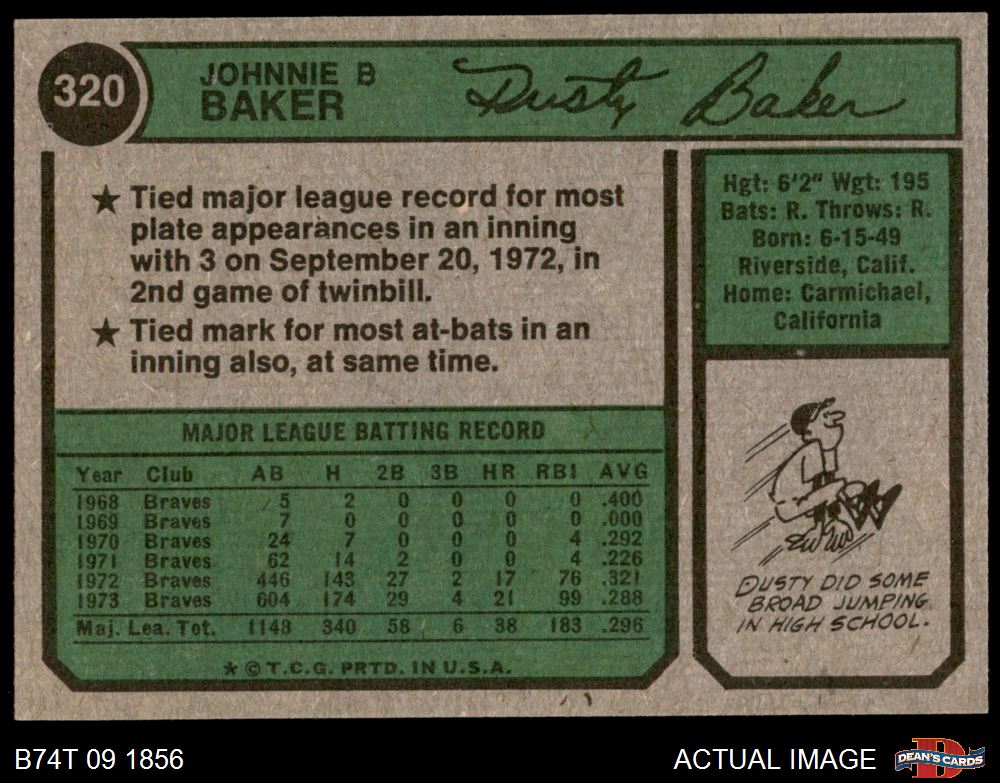 320
JOHNNIE B
BAKER
Dusty Baker
★ Tied major league record for most
plate appearances in an inning
with 3 on September 20, 1972, in
2nd game of twinbill.
★ Tied mark for most at-bats in an
inning also, at same time.
MAJOR LEAGUE BATTING RECORD
Year Club AB H 2B 3B HR RBI AVG
1968 Braves 5 2 0 0 0 0 .400
1969 Braves 7 0 0 0 0 0 .000
1970 Braves 24 7 0 0 0 4 .292
1971 Braves 62 14 2 0 0 4 .226
1972 Braves 446 143 27 2 17 76 .321
1973 Braves 604 174 29 4 21 99 .288
Maj. Lea. Tot. 1148 340 58 6 38 183 .296
★ © T.C.G. PRTD. IN U.S.A.
Hgt: 6'2" Wgt: 195
Bats: R. Throws: R.
Born: 6-15-49
Riverside, Calif.
Home: Carmichael,
California
DUSTY DID SOME
BROAD JUMPING
IN HIGH SCHOOL.
B74T 09 1856
ACTUAL IMAGE
D
DEAN'S CARDS